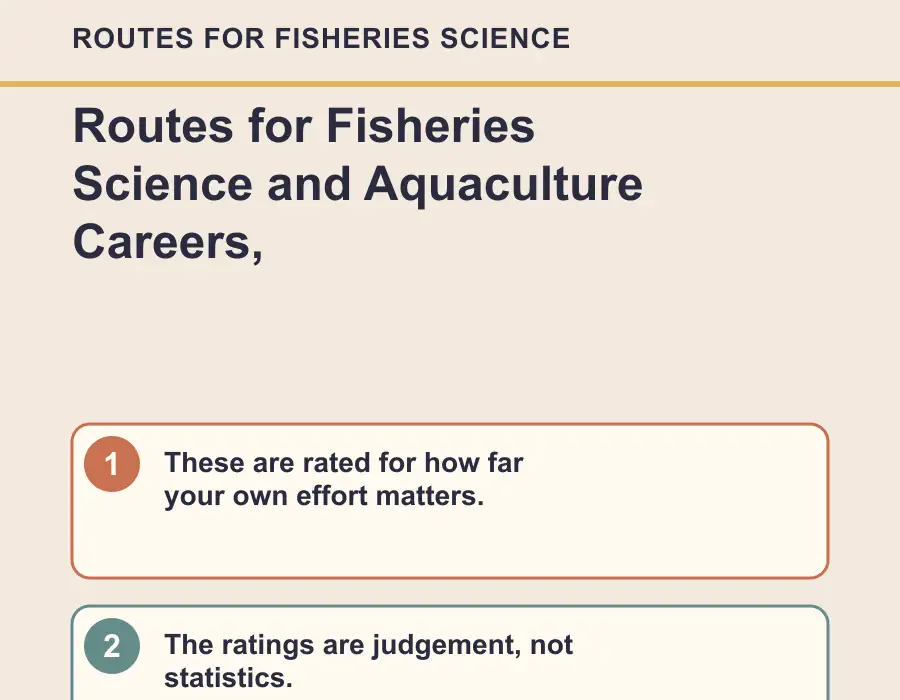 ROUTES FOR FISHERIES SCIENCE
Routes for Fisheries
Science and Aquaculture
Careers,
1
These are rated for how far
your own effort matters.
2
The ratings are judgement, not
statistics.